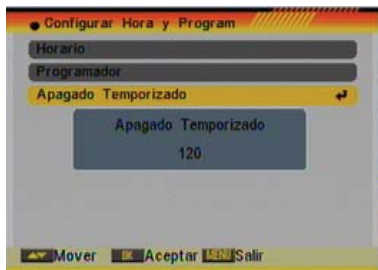 Configurar Hora y Program
Horario
Programador
Apagado Temporizado
Apagado Temporizado
120
Mover OK Aceptar MENU Salir